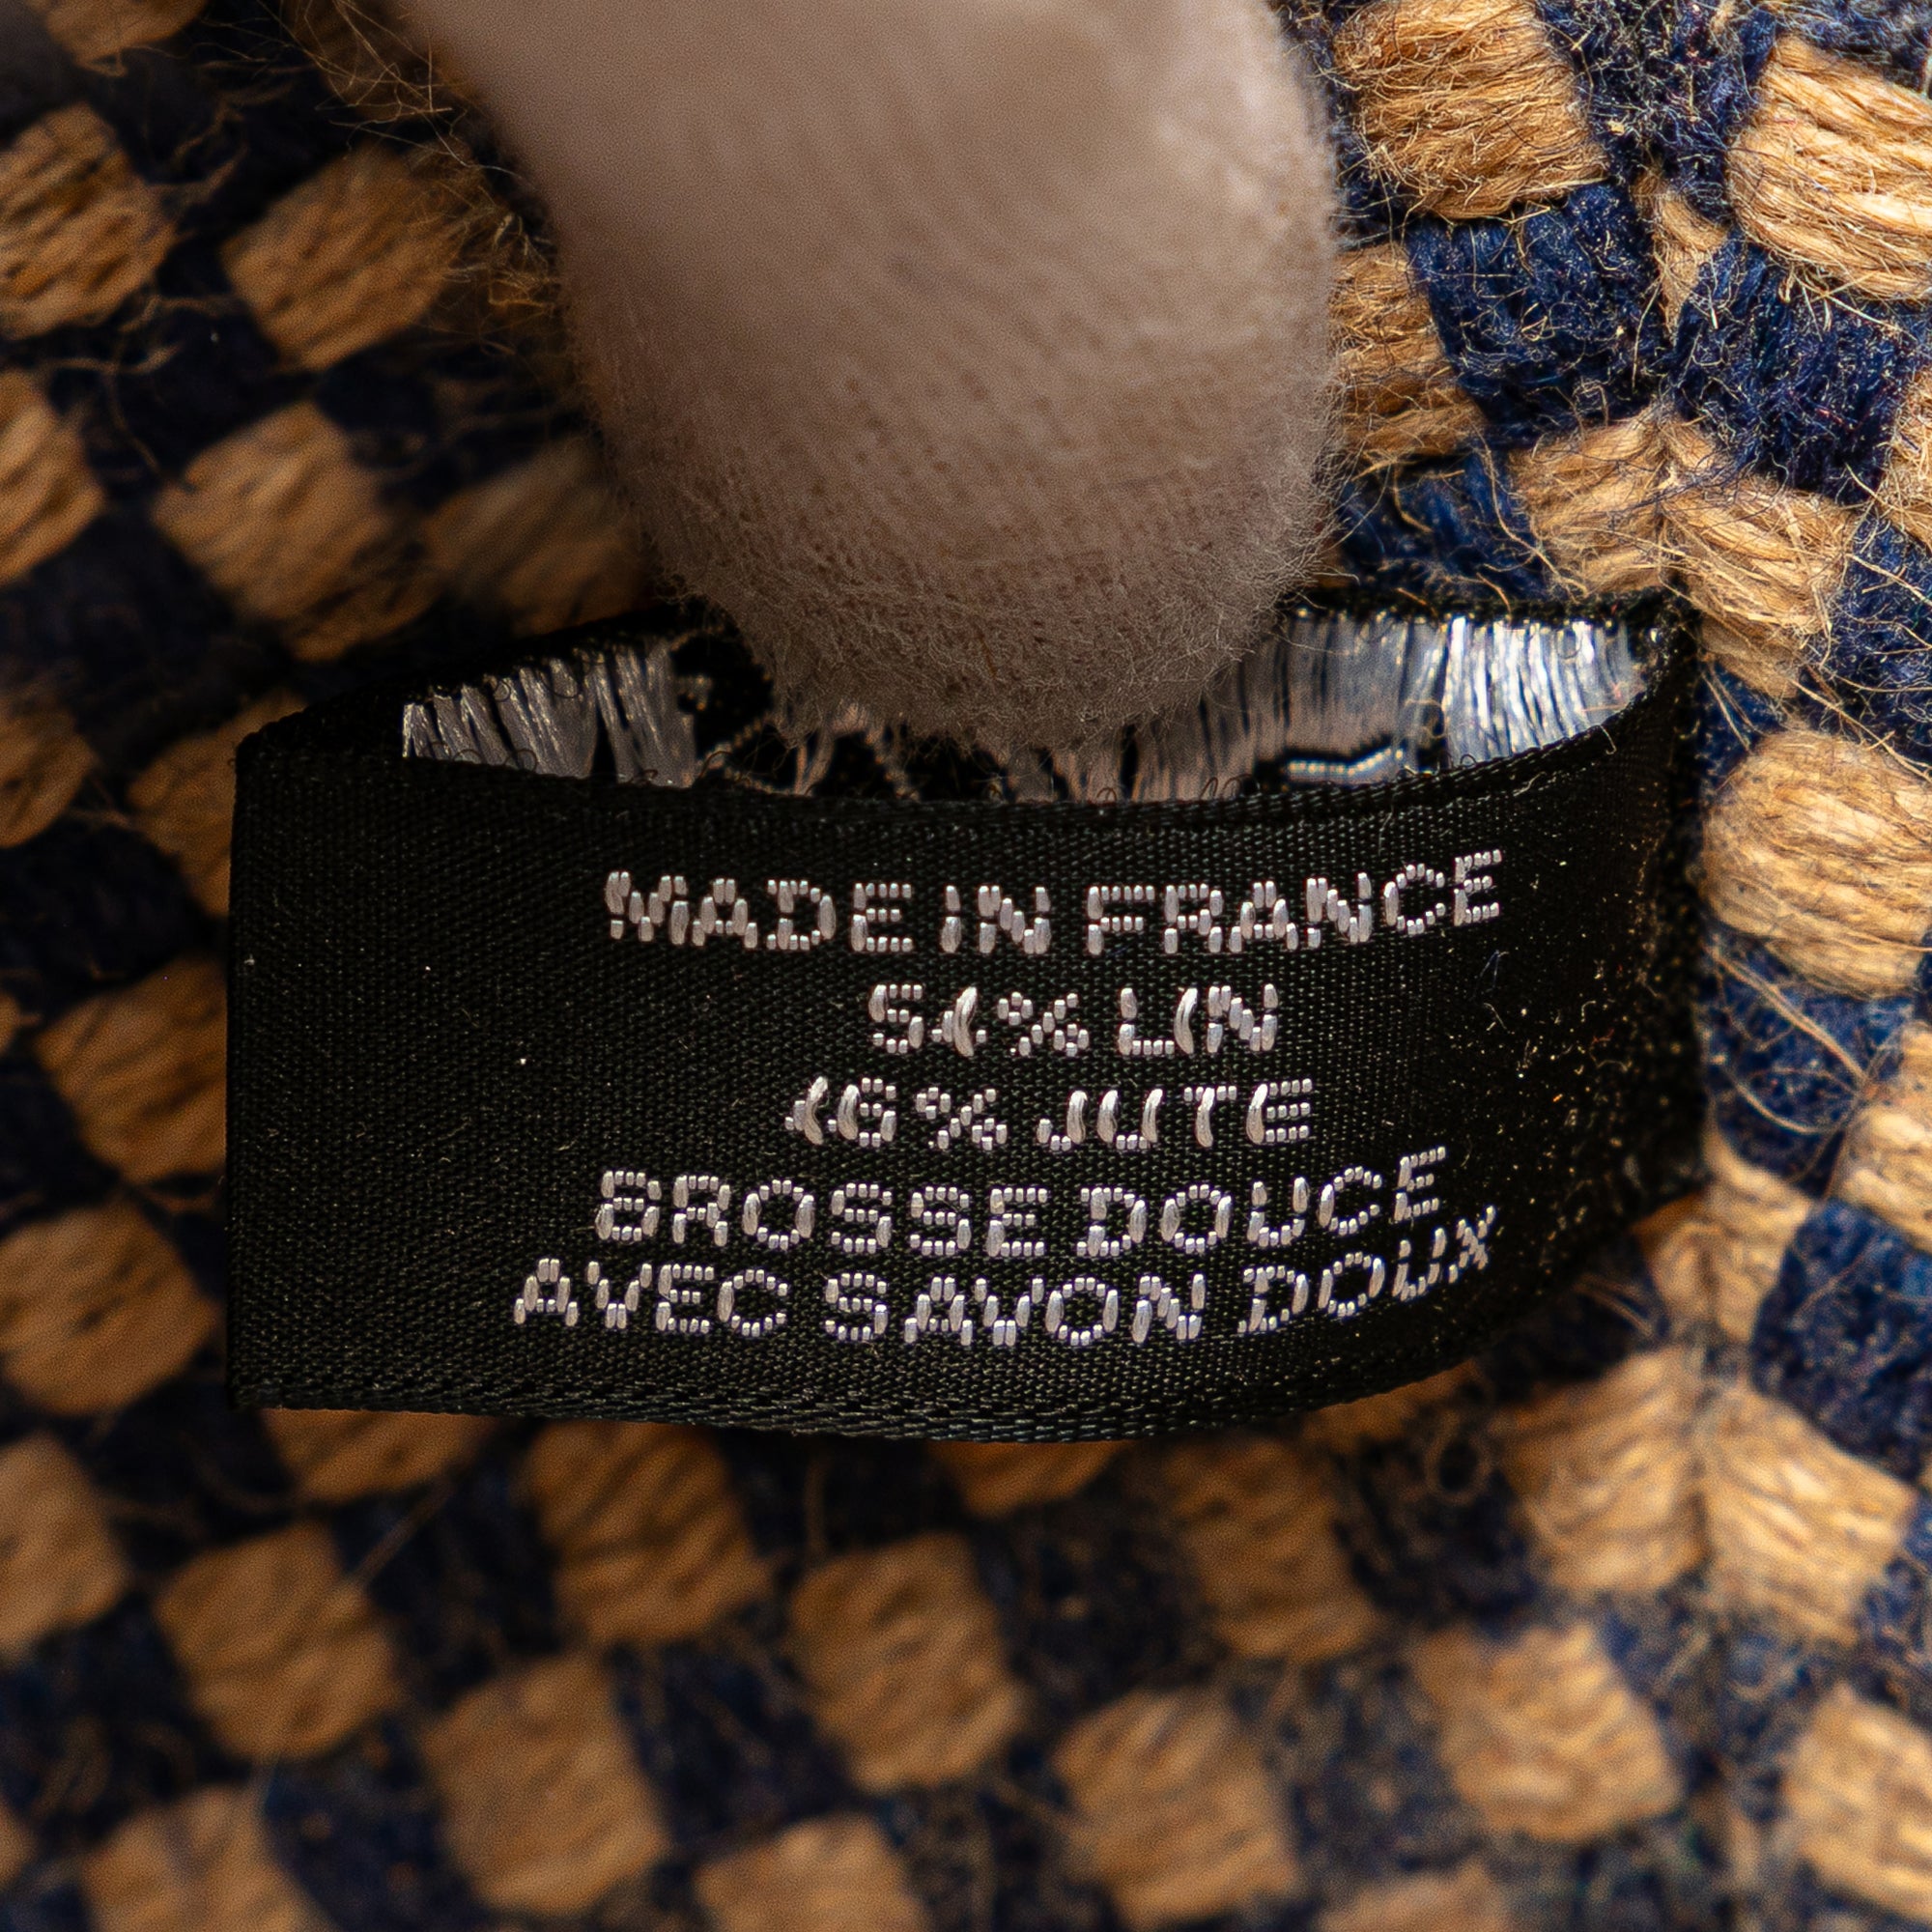 MADE IN FRANCE
54% LIN
46% JUTE
BROSSE DOUCE
AVEC SAVON DOUX